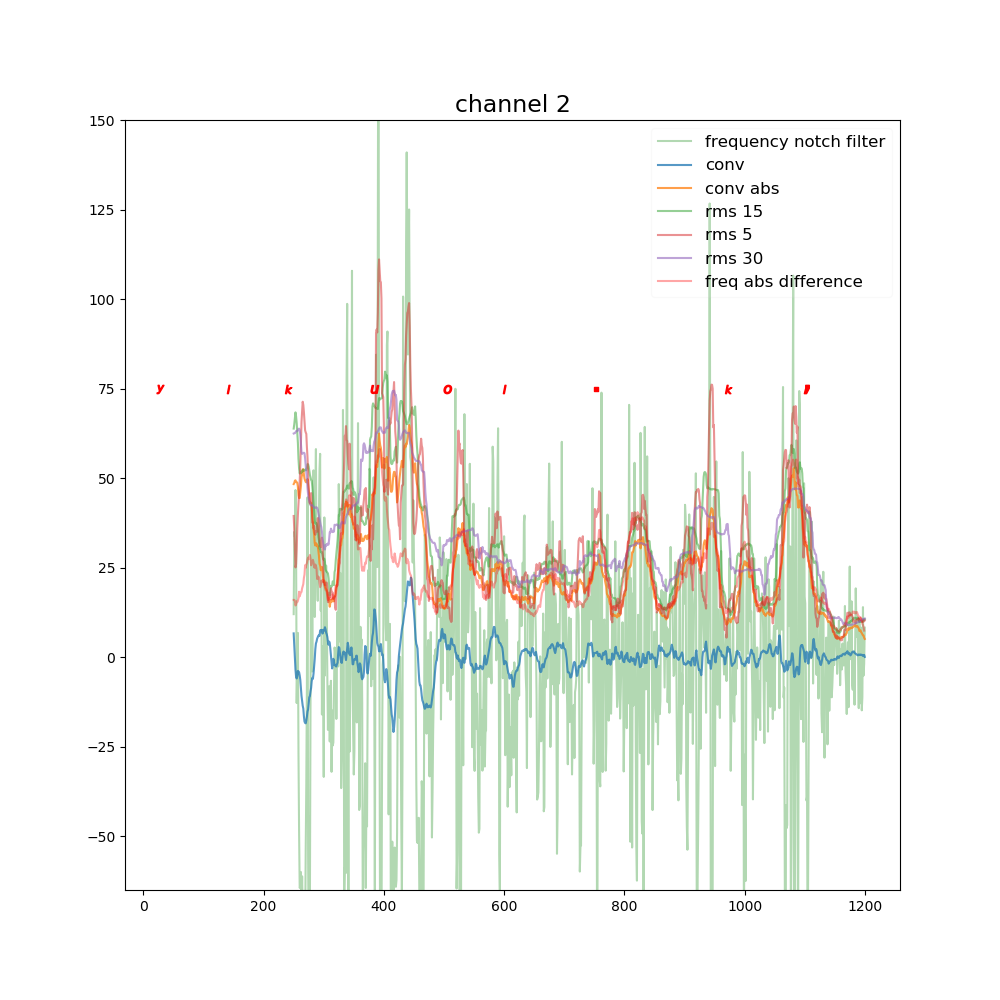 channel 2
150
125
100
75
50
25
0
−25
−50
frequency notch filter
conv
conv abs
rms 15
rms 5
rms 30
freq abs difference
y l k u o l k
0 200 400 600 800 1000 1200